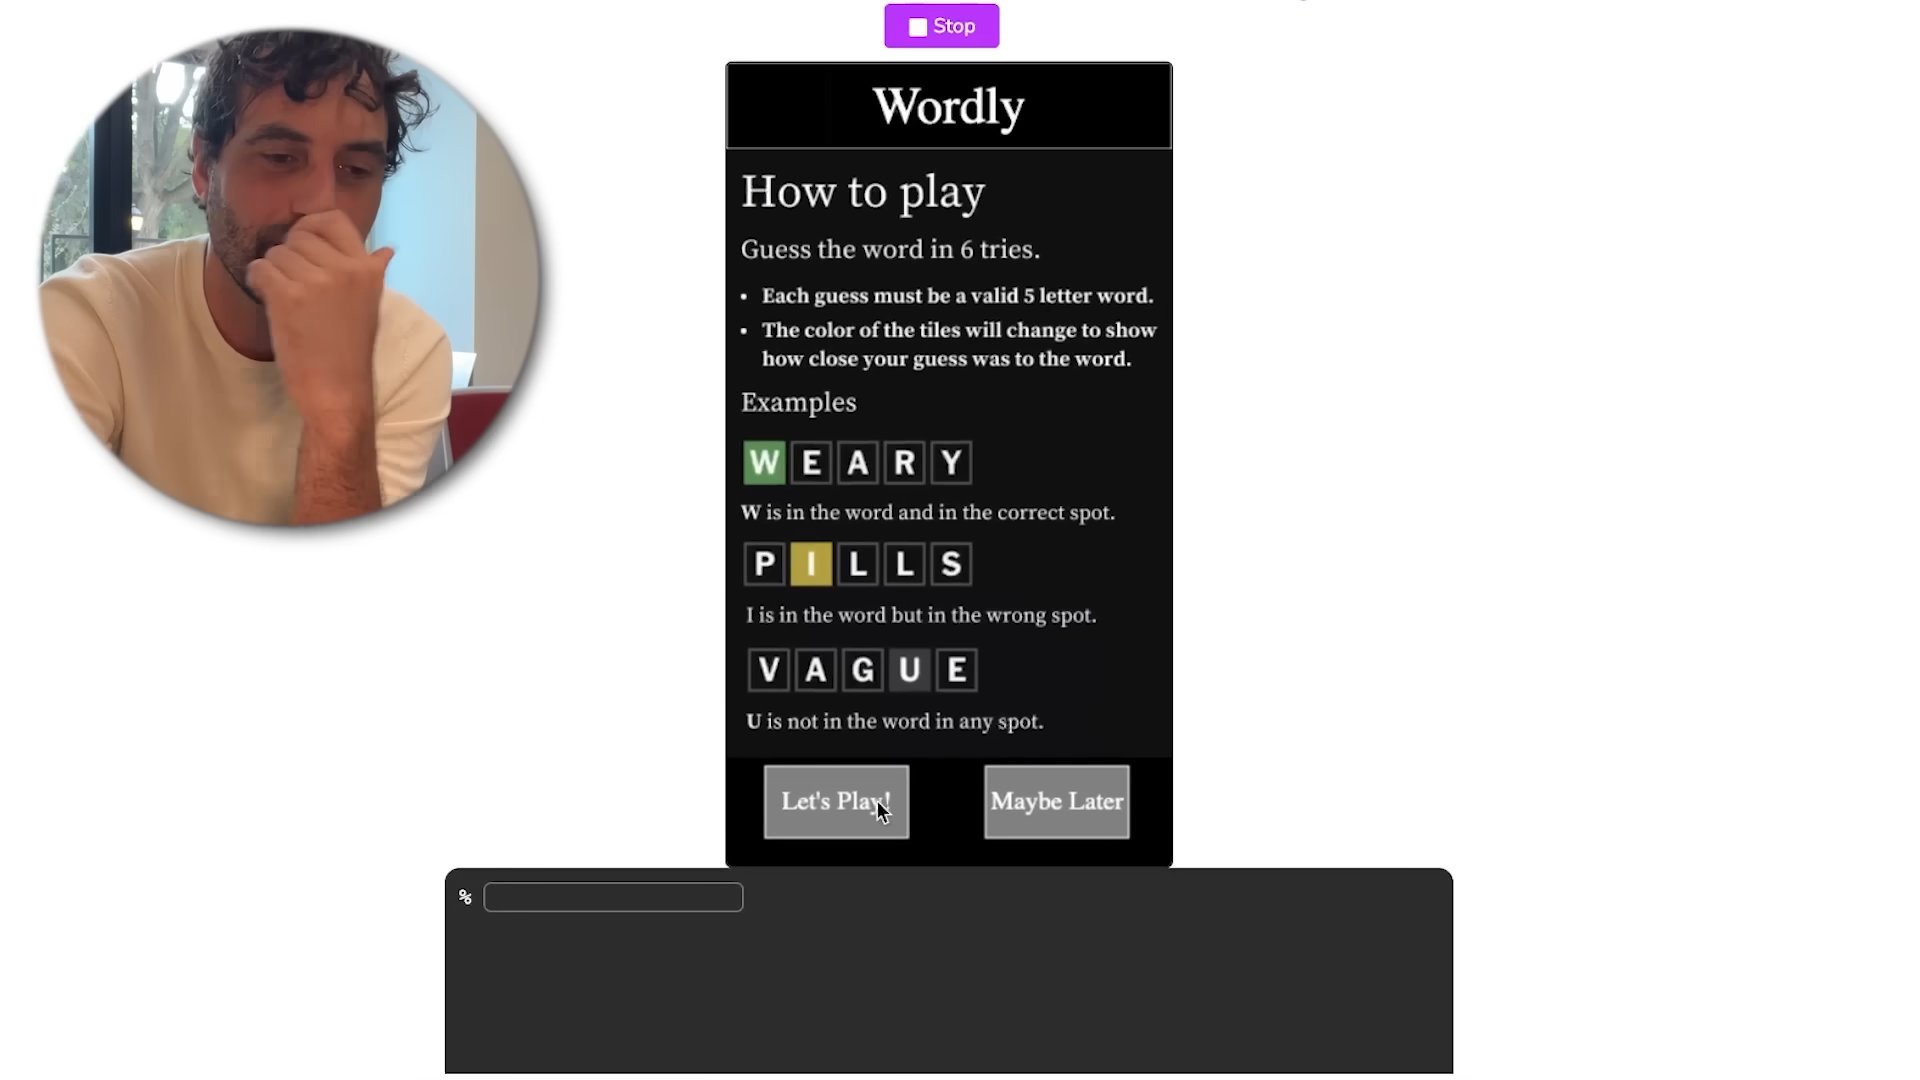 Stop
Wordly
How to play
Guess the word in 6 tries.
• Each guess must be a valid 5 letter word.
• The color of the tiles will change to show
how close your guess was to the word.
Examples
W E A R Y
W is in the word and in the correct spot.
P I L L S
I is in the word but in the wrong spot.
V A G U E
U is not in the word in any spot.
Let's Play!
Maybe Later
%